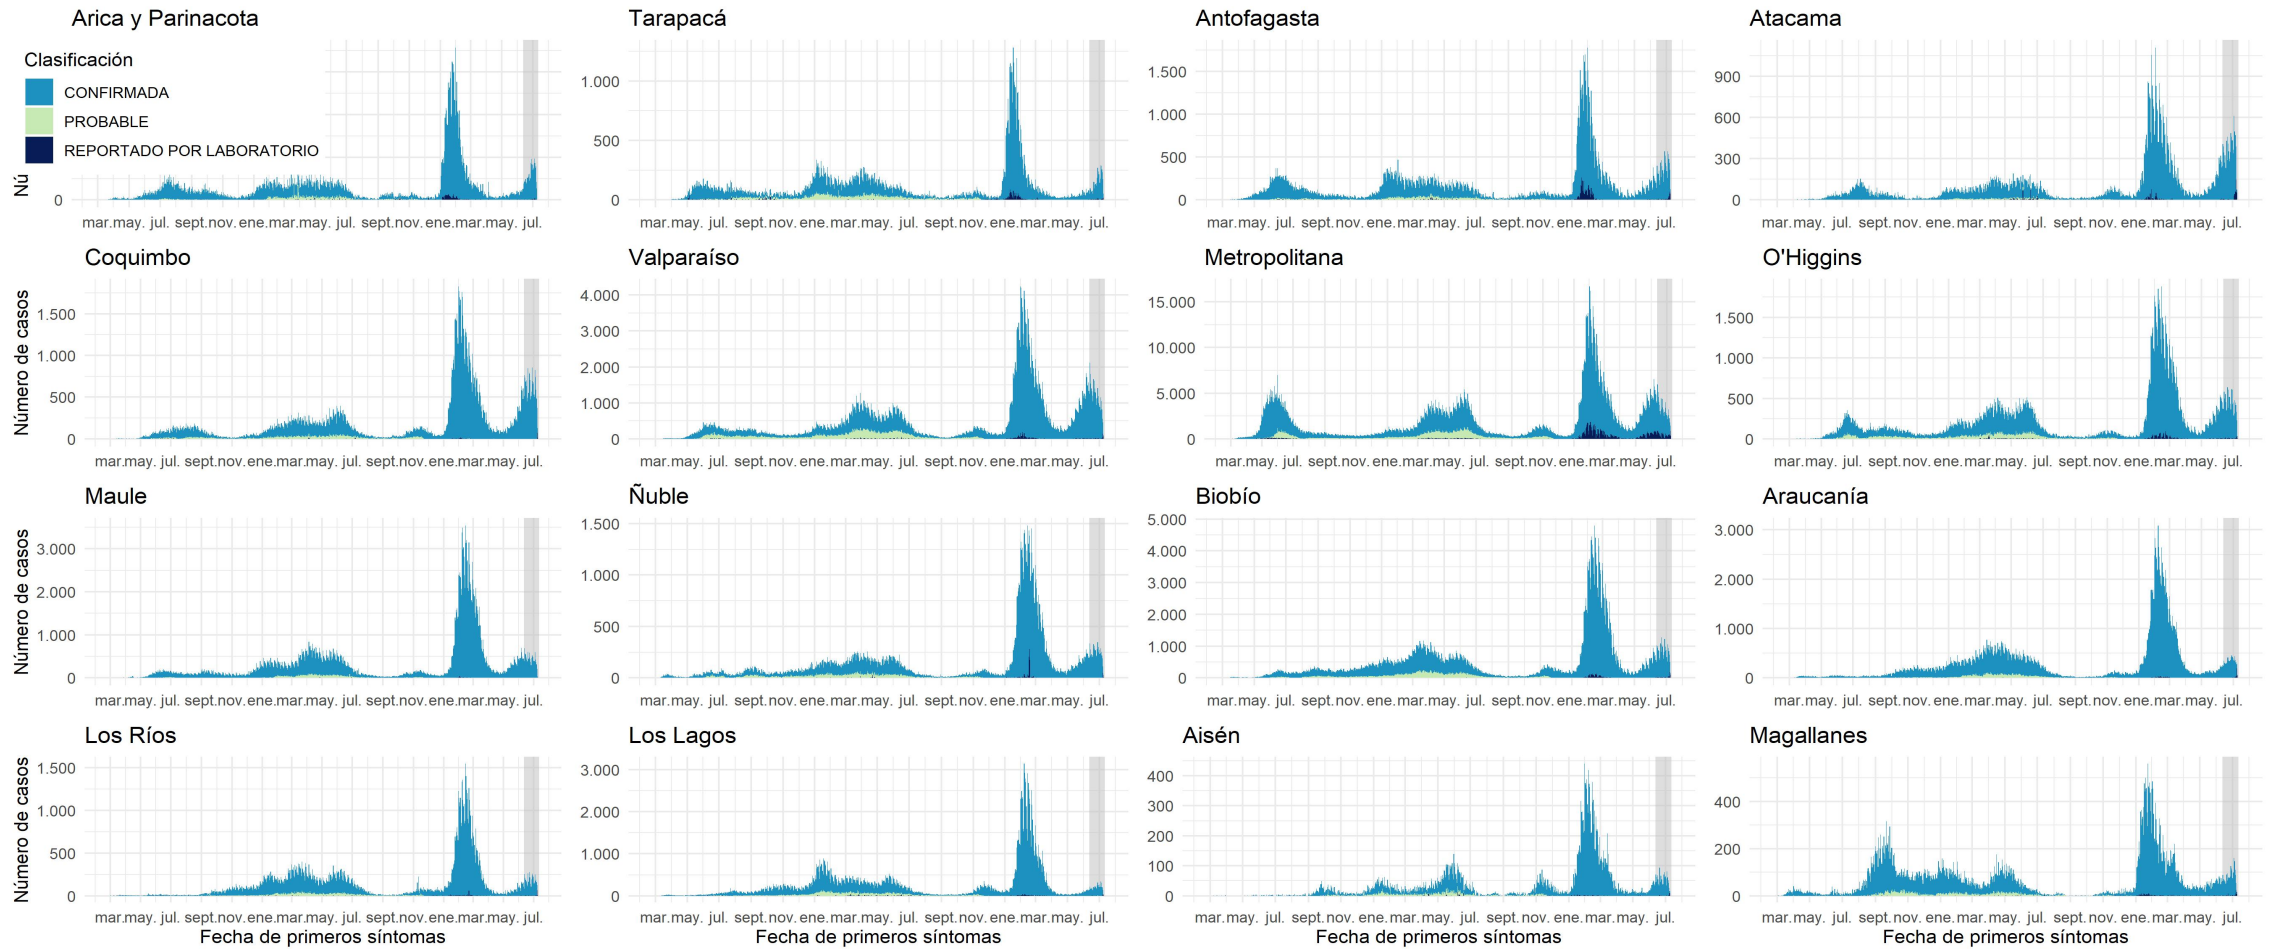 Arica y Parinacota
Clasificación
CONFIRMADA
PROBABLE
REPORTADO POR LABORATORIO
Nú
0
mar. may. jul. sept. nov. ene. mar. may. jul. sept. nov. ene. mar. may. jul.
Tarapacá
1.000
500
0
mar. may. jul. sept. nov. ene. mar. may. jul. sept. nov. ene. mar. may. jul.
Antofagasta
1.500
1.000
500
0
mar. may. jul. sept. nov. ene. mar. may. jul. sept. nov. ene. mar. may. jul.
Atacama
900
600
300
0
mar. may. jul. sept. nov. ene. mar. may. jul. sept. nov. ene. mar. may. jul.
Coquimbo
Número de casos
1.500
1.000
500
0
mar. may. jul. sept. nov. ene. mar. may. jul. sept. nov. ene. mar. may. jul.
Valparaíso
4.000
3.000
2.000
1.000
0
mar. may. jul. sept. nov. ene. mar. may. jul. sept. nov. ene. mar. may. jul.
Metropolitana
15.000
10.000
5.000
0
mar. may. jul. sept. nov. ene. mar. may. jul. sept. nov. ene. mar. may. jul.
O'Higgins
1.500
1.000
500
0
mar. may. jul. sept. nov. ene. mar. may. jul. sept. nov. ene. mar. may. jul.
Maule
Número de casos
3.000
2.000
1.000
0
mar. may. jul. sept. nov. ene. mar. may. jul. sept. nov. ene. mar. may. jul.
Ñuble
1.500
1.000
500
0
mar. may. jul. sept. nov. ene. mar. may. jul. sept. nov. ene. mar. may. jul.
Biobío
5.000
4.000
3.000
2.000
1.000
0
mar. may. jul. sept. nov. ene. mar. may. jul. sept. nov. ene. mar. may. jul.
Araucanía
3.000
2.000
1.000
0
mar. may. jul. sept. nov. ene. mar. may. jul. sept. nov. ene. mar. may. jul.
Los Ríos
Número de casos
1.500
1.000
500
0
mar. may. jul. sept. nov. ene. mar. may. jul. sept. nov. ene. mar. may. jul.
Fecha de primeros síntomas
Los Lagos
3.000
2.000
1.000
0
mar. may. jul. sept. nov. ene. mar. may. jul. sept. nov. ene. mar. may. jul.
Fecha de primeros síntomas
Aisén
400
300
200
100
0
mar. may. jul. sept. nov. ene. mar. may. jul. sept. nov. ene. mar. may. jul.
Fecha de primeros síntomas
Magallanes
400
200
0
mar. may. jul. sept. nov. ene. mar. may. jul. sept. nov. ene. mar. may. jul.
Fecha de primeros síntomas